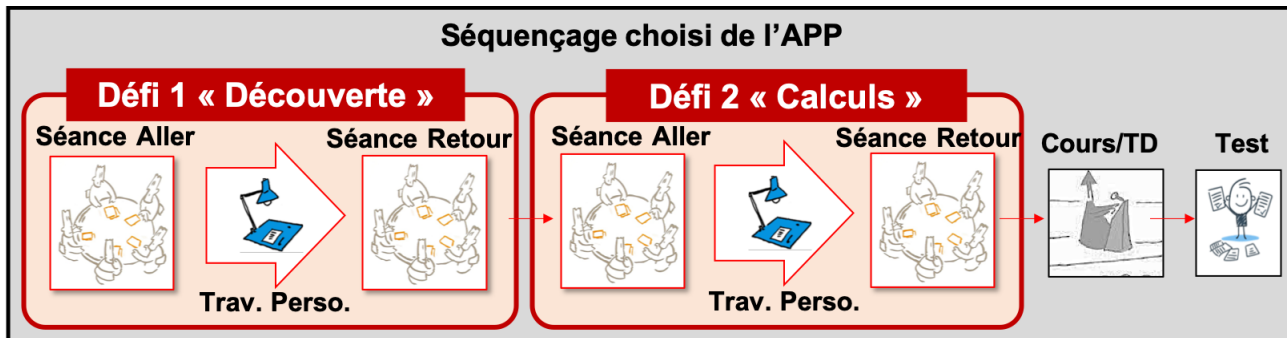 Séquençage choisi de l'APP
Défi 1 « Découverte »
Séance Aller
Séance Retour
Trav. Perso.
Défi 2 « Calculs »
Séance Aller
Séance Retour
Trav. Perso.
Cours/TD
Test